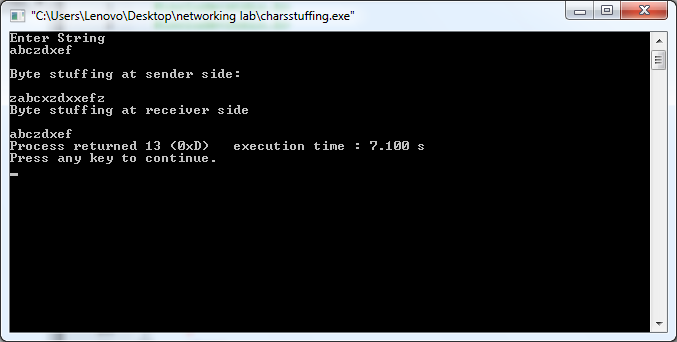 "C:\Users\Lenovo\Desktop\networking lab\charsstuffing.exe"
Enter String
abczdxef
Byte stuffing at sender side:
zabcxzdxxefz
Byte stuffing at receiver side
abczdxef
Process returned 13 (0xD)   execution time : 7.100 s
Press any key to continue.